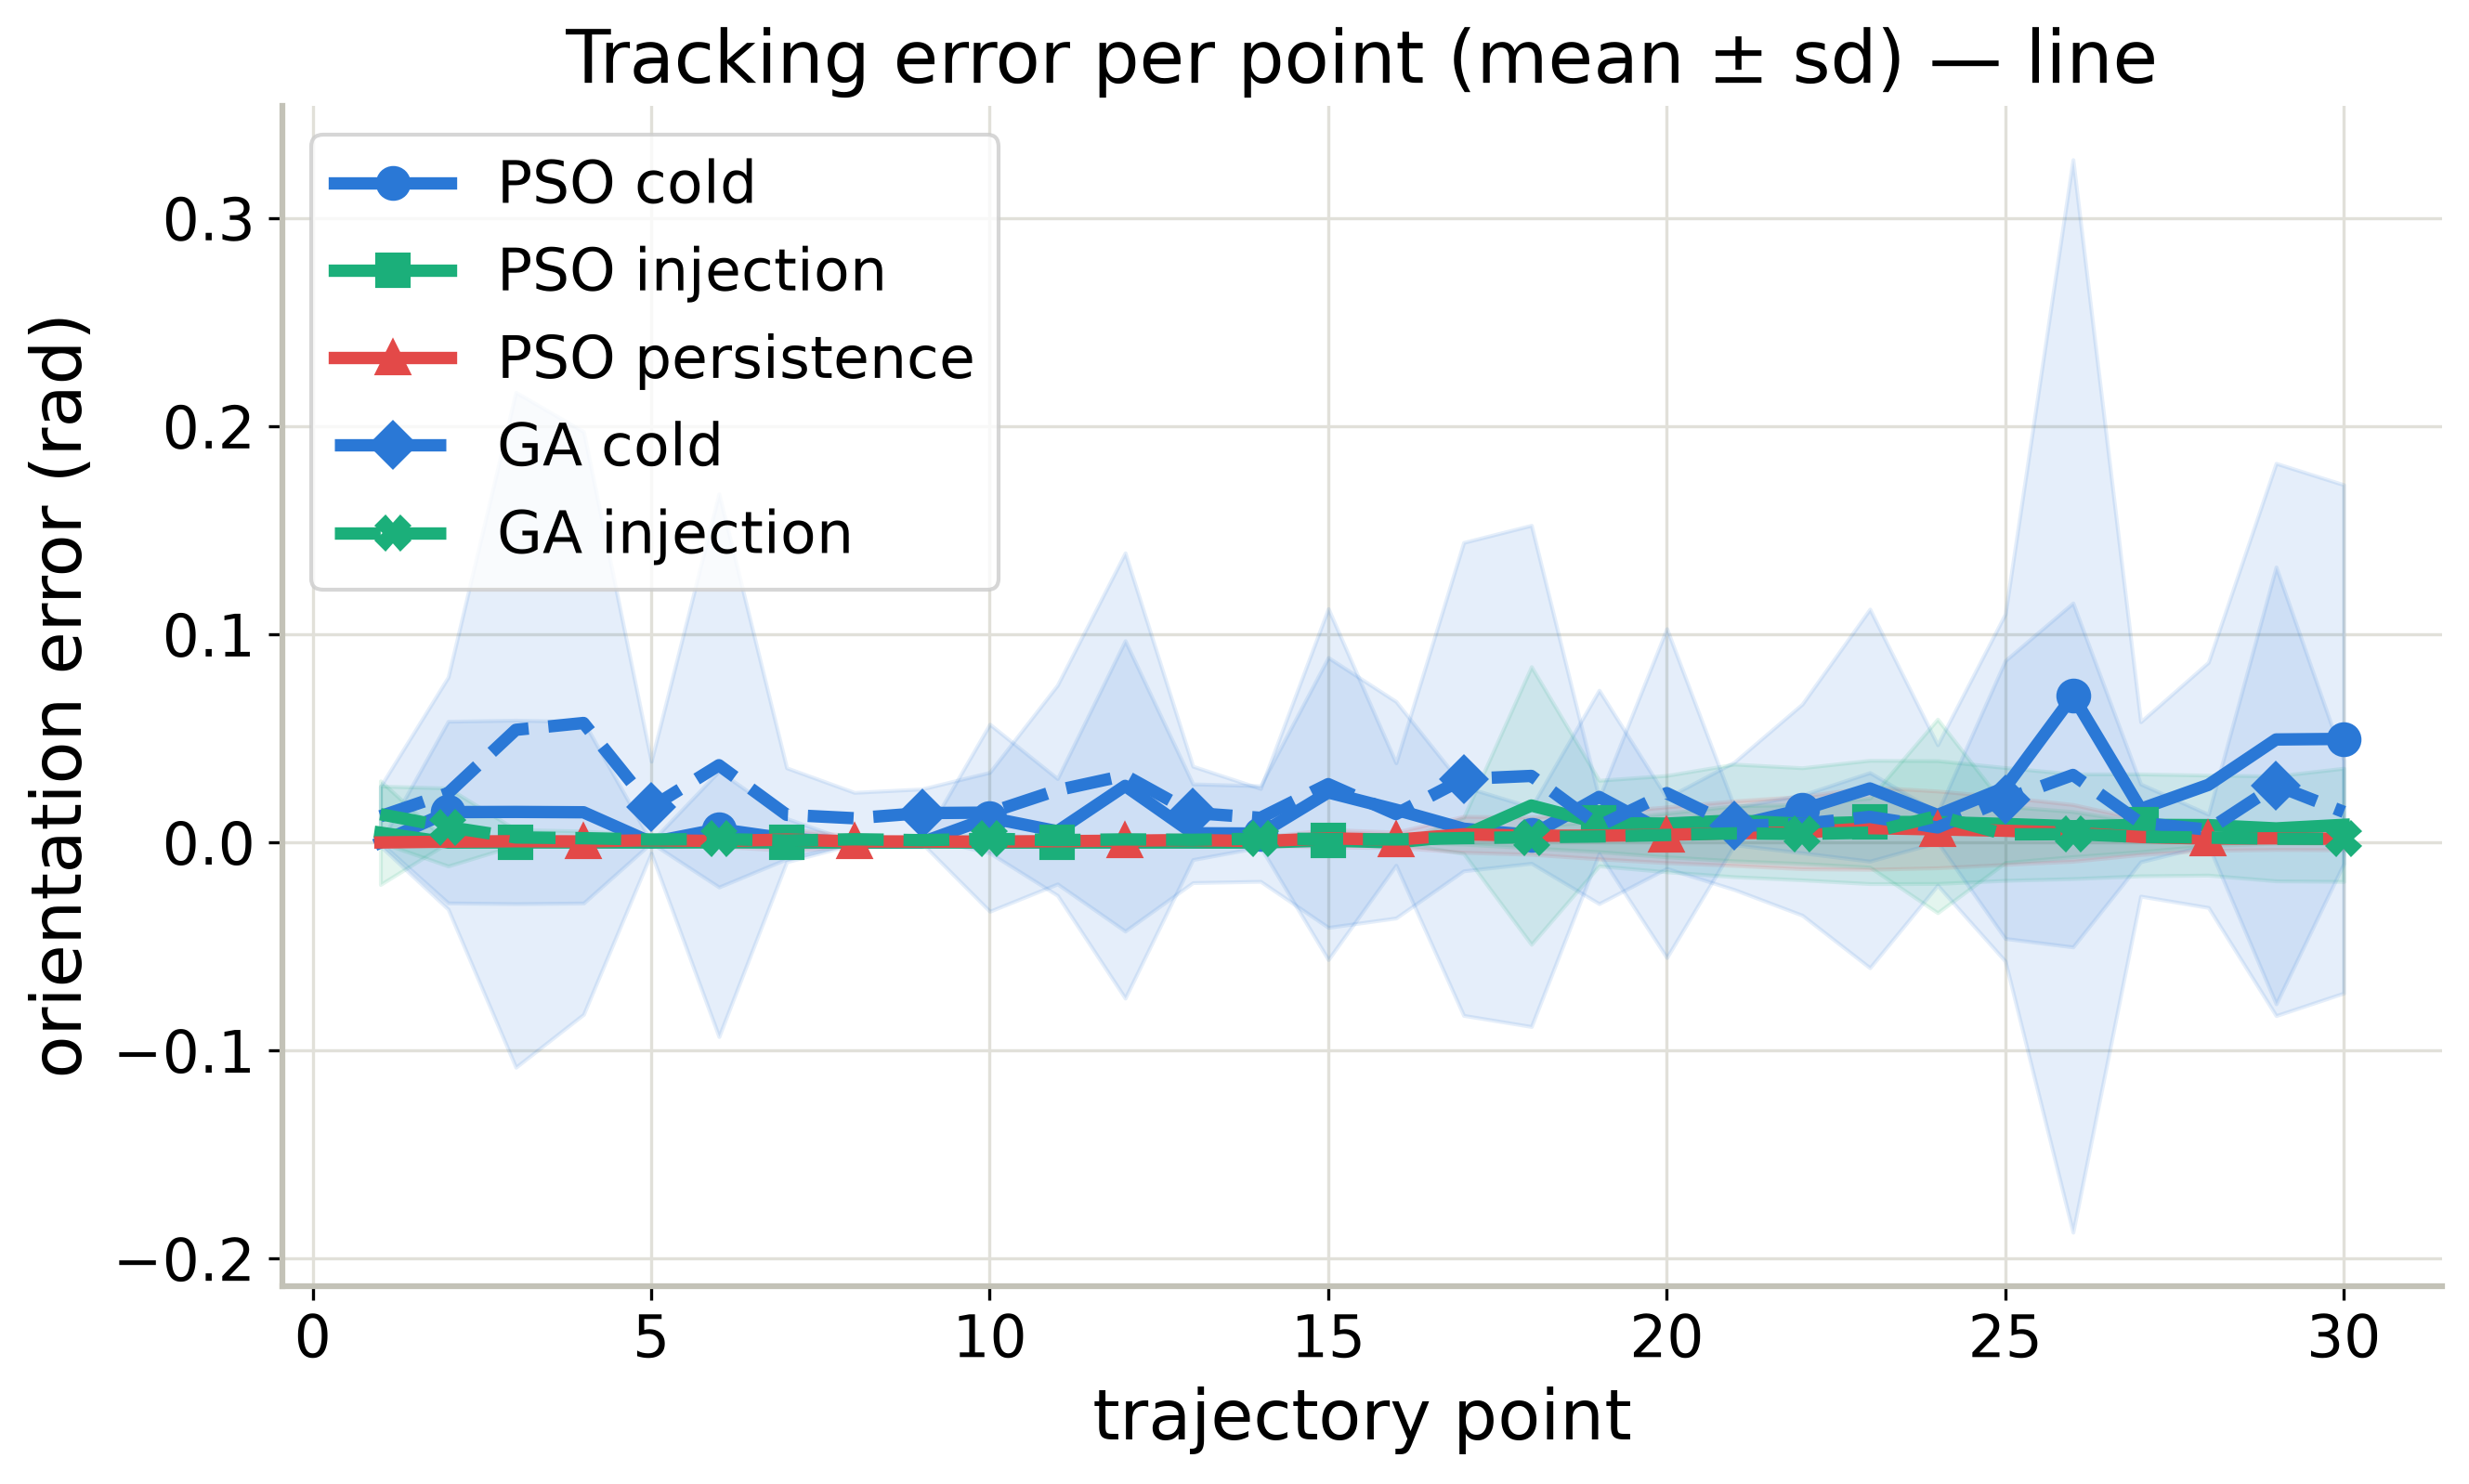 Tracking error per point (mean ± sd) — line
orientation error (rad)
0.3
0.2
0.1
0.0
−0.1
−0.2
PSO cold
PSO injection
PSO persistence
GA cold
GA injection
0 5 10 15 20 25 30
trajectory point